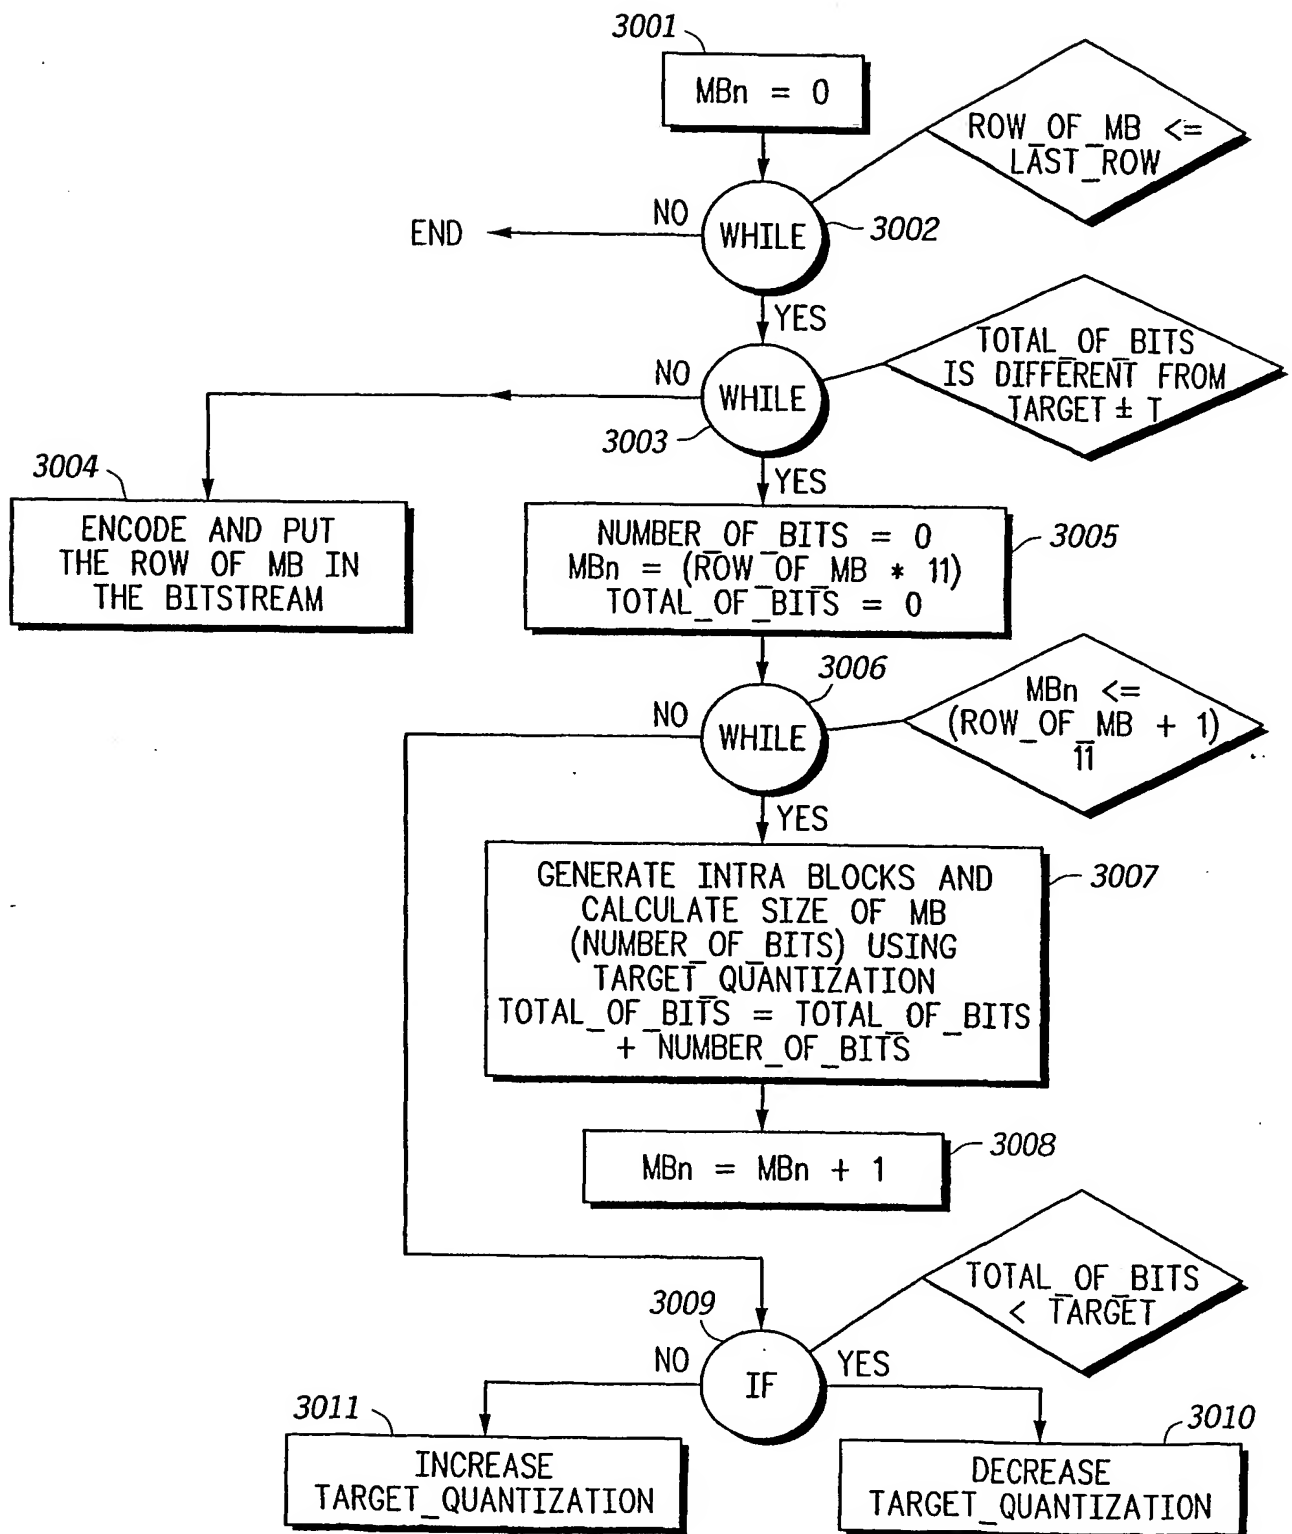 3001
MBn = 0
ROW_OF_MB <=
LAST_ROW
NO
END
WHILE
3002
YES
TOTAL_OF_BITS
IS DIFFERENT FROM
TARGET ± T
NO
WHILE
3003
YES
3004
ENCODE AND PUT
THE ROW OF MB IN
THE BITSTREAM
NUMBER_OF_BITS = 0
MBn = (ROW_OF_MB * 11)
TOTAL_OF_BITS = 0
3005
3006
NO
WHILE
MBn <=
(ROW_OF_MB + 1)
11
YES
GENERATE INTRA BLOCKS AND
CALCULATE SIZE OF MB
(NUMBER_OF_BITS) USING
TARGET_QUANTIZATION
TOTAL_OF_BITS = TOTAL_OF_BITS
+ NUMBER_OF_BITS
3007
MBn = MBn + 1
3008
TOTAL_OF_BITS
< TARGET
3009
NO
IF
YES
3011
INCREASE
TARGET_QUANTIZATION
3010
DECREASE
TARGET_QUANTIZATION